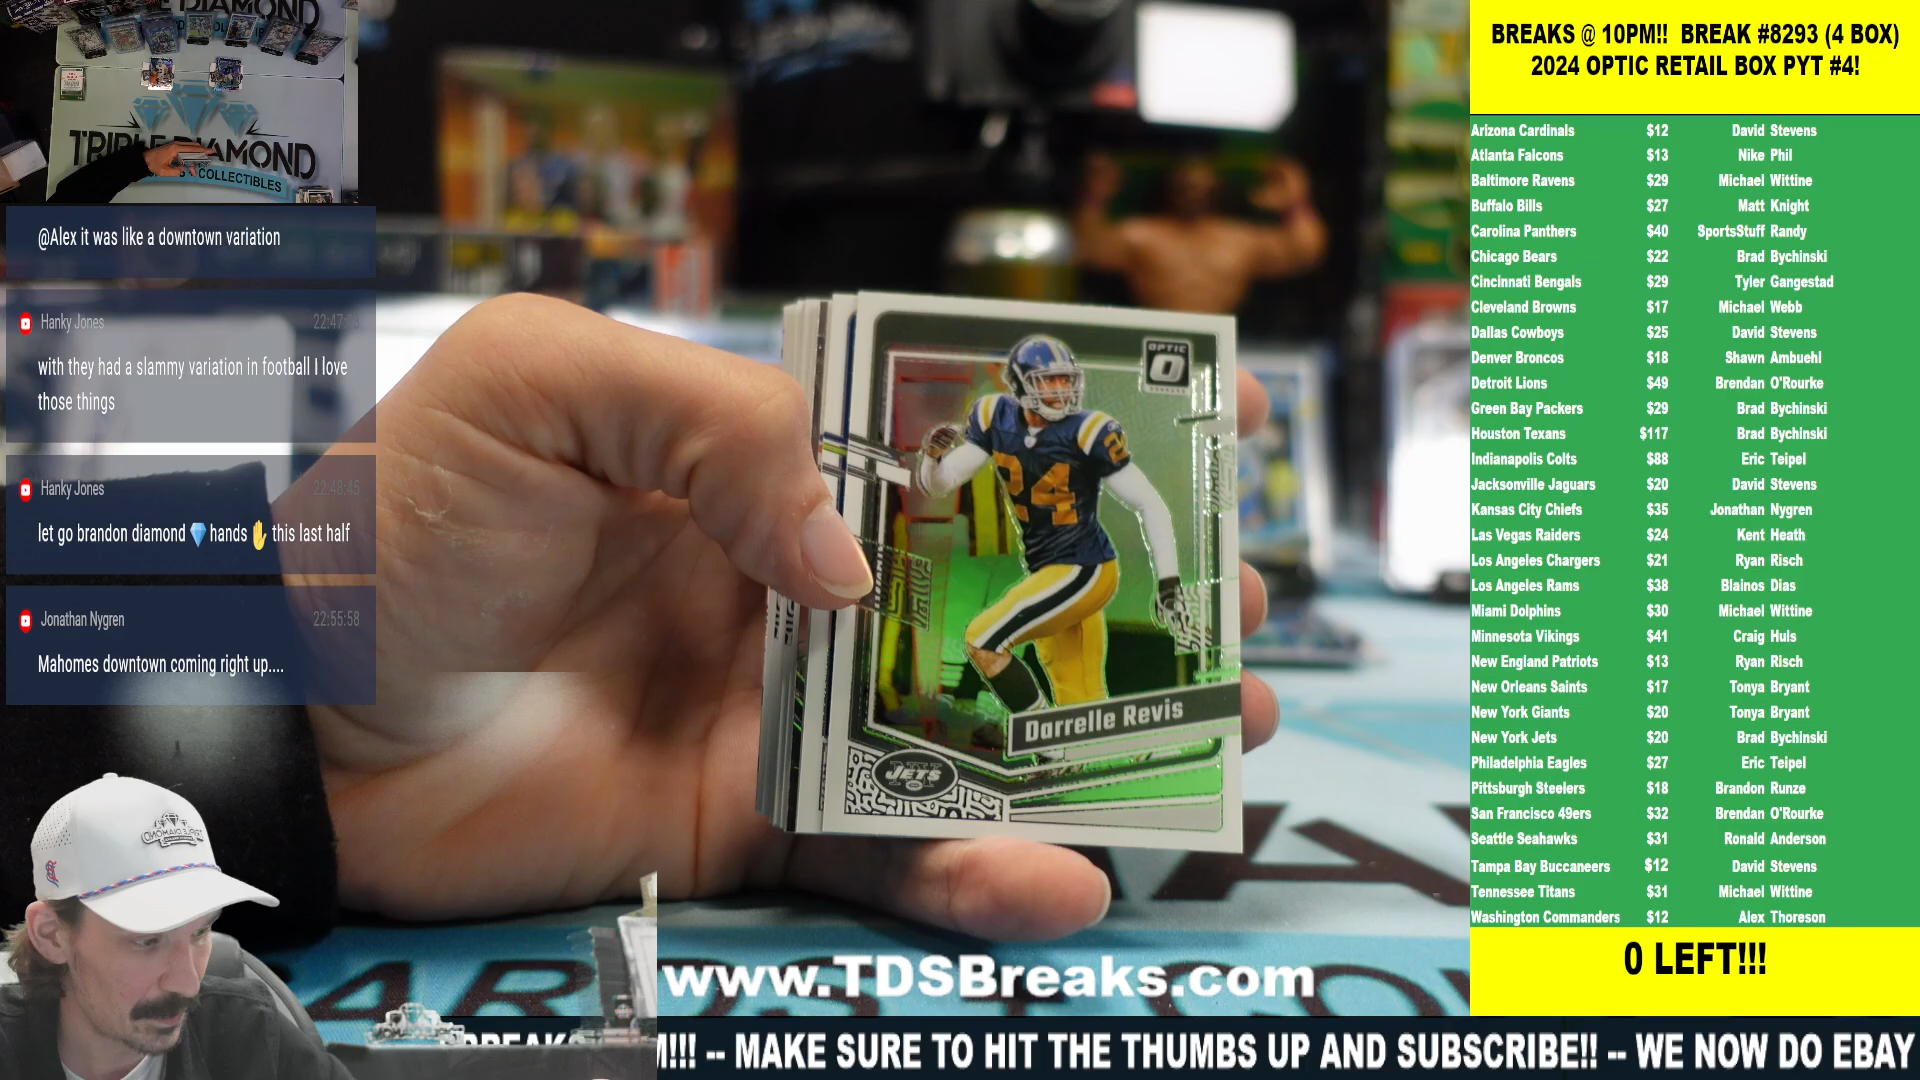 TRIPLE DIAMOND
COLLECTIBLES
@Alex it was like a downtown variation
Hanky Jones
with they had a slammy variation in football I love
those things
Hanky Jones 22:48:45
let go brandon diamond 💎 hands ✋ this last half
Jonathan Nygren 22:55:58
Mahomes downtown coming right up....
OPTIC
24
2
Darrelle Revis
JETS
www.TDSBreaks.com
M!!! -- MAKE SURE TO HIT THE THUMBS UP AND SUBSCRIBE!! -- WE NOW DO EBAY
BREAKS @ 10PM!! BREAK #8293 (4 BOX)
2024 OPTIC RETAIL BOX PYT #4!
Arizona Cardinals $12 David Stevens
Atlanta Falcons $13 Nike Phil
Baltimore Ravens $29 Michael Wittine
Buffalo Bills $27 Matt Knight
Carolina Panthers $40 SportsStuff Randy
Chicago Bears $22 Brad Bychinski
Cincinnati Bengals $29 Tyler Gangestad
Cleveland Browns $17 Michael Webb
Dallas Cowboys $25 David Stevens
Denver Broncos $18 Shawn Ambuehl
Detroit Lions $49 Brendan O'Rourke
Green Bay Packers $29 Brad Bychinski
Houston Texans $117 Brad Bychinski
Indianapolis Colts $88 Eric Teipel
Jacksonville Jaguars $20 David Stevens
Kansas City Chiefs $35 Jonathan Nygren
Las Vegas Raiders $24 Kent Heath
Los Angeles Chargers $21 Ryan Risch
Los Angeles Rams $38 Blainos Dias
Miami Dolphins $30 Michael Wittine
Minnesota Vikings $41 Craig Huls
New England Patriots $13 Ryan Risch
New Orleans Saints $17 Tonya Bryant
New York Giants $20 Tonya Bryant
New York Jets $20 Brad Bychinski
Philadelphia Eagles $27 Eric Teipel
Pittsburgh Steelers $18 Brandon Runze
San Francisco 49ers $32 Brendan O'Rourke
Seattle Seahawks $31 Ronald Anderson
Tampa Bay Buccaneers $12 David Stevens
Tennessee Titans $31 Michael Wittine
Washington Commanders $12 Alex Thoreson
0 LEFT!!!